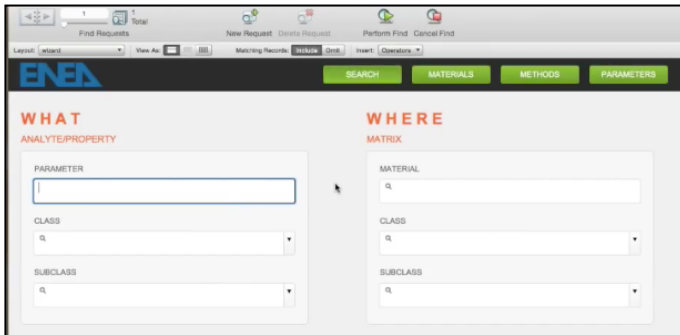 1
1
Total
Find Requests
New Request Delete Request
Perform Find Cancel Find
Layout: wizard View As: Matching Records: Include Omit Insert: Operators
ENEA SEARCH MATERIALS METHODS PARAMETERS
WHAT
ANALYTE/PROPERTY
PARAMETER
CLASS
SUBCLASS
WHERE
MATRIX
MATERIAL
CLASS
SUBCLASS